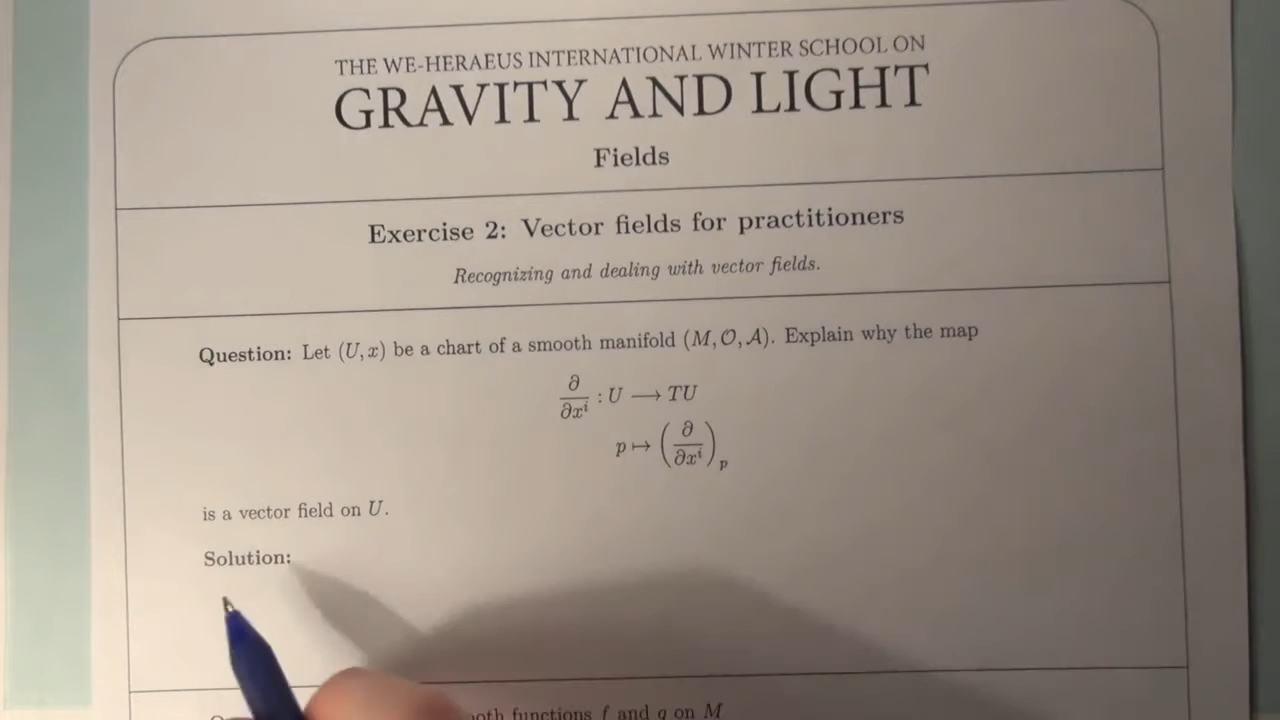 THE WE-HERAEUS INTERNATIONAL WINTER SCHOOL ON
GRAVITY AND LIGHT
Fields
Exercise 2: Vector fields for practitioners
Recognizing and dealing with vector fields.
Question: Let (U, x) be a chart of a smooth manifold (M, O, A). Explain why the map
∂/∂xⁱ : U ⟶ TU
p ↦ (∂/∂xⁱ)ₚ
is a vector field on U.
Solution:
functions f and g on M